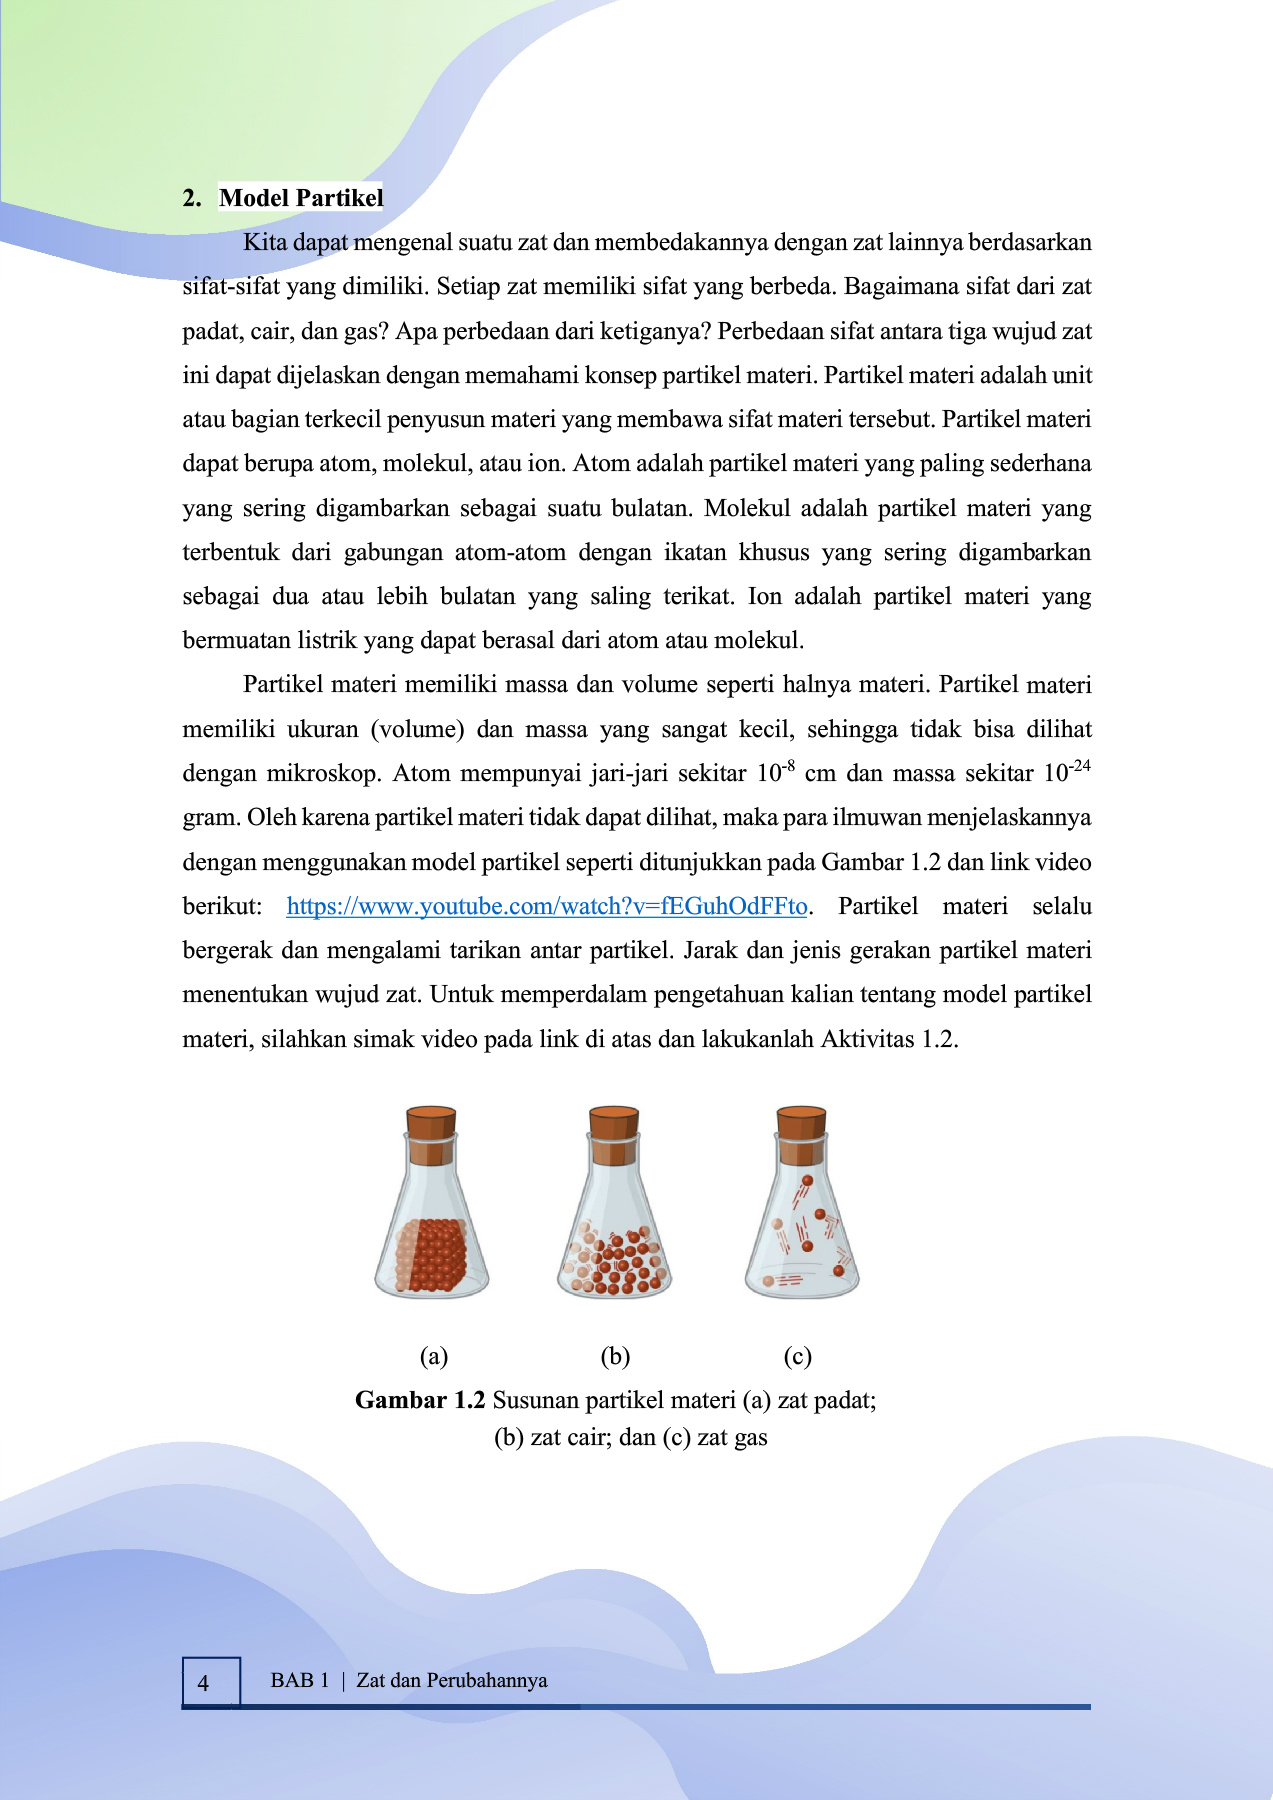 2. Model Partikel
Kita dapat mengenal suatu zat dan membedakannya dengan zat lainnya berdasarkan
sifat-sifat yang dimiliki. Setiap zat memiliki sifat yang berbeda. Bagaimana sifat dari zat
padat, cair, dan gas? Apa perbedaan dari ketiganya? Perbedaan sifat antara tiga wujud zat
ini dapat dijelaskan dengan memahami konsep partikel materi. Partikel materi adalah unit
atau bagian terkecil penyusun materi yang membawa sifat materi tersebut. Partikel materi
dapat berupa atom, molekul, atau ion. Atom adalah partikel materi yang paling sederhana
yang sering digambarkan sebagai suatu bulatan. Molekul adalah partikel materi yang
terbentuk dari gabungan atom-atom dengan ikatan khusus yang sering digambarkan
sebagai dua atau lebih bulatan yang saling terikat. Ion adalah partikel materi yang
bermuatan listrik yang dapat berasal dari atom atau molekul.
Partikel materi memiliki massa dan volume seperti halnya materi. Partikel materi
memiliki ukuran (volume) dan massa yang sangat kecil, sehingga tidak bisa dilihat
dengan mikroskop. Atom mempunyai jari-jari sekitar 10⁻⁸ cm dan massa sekitar 10⁻²⁴
gram. Oleh karena partikel materi tidak dapat dilihat, maka para ilmuwan menjelaskannya
dengan menggunakan model partikel seperti ditunjukkan pada Gambar 1.2 dan link video
berikut: https://www.youtube.com/watch?v=fEGuhOdFFto. Partikel materi selalu
bergerak dan mengalami tarikan antar partikel. Jarak dan jenis gerakan partikel materi
menentukan wujud zat. Untuk memperdalam pengetahuan kalian tentang model partikel
materi, silahkan simak video pada link di atas dan lakukanlah Aktivitas 1.2.
(a) (b) (c)
Gambar 1.2 Susunan partikel materi (a) zat padat;
(b) zat cair; dan (c) zat gas
4 BAB 1 | Zat dan Perubahannya